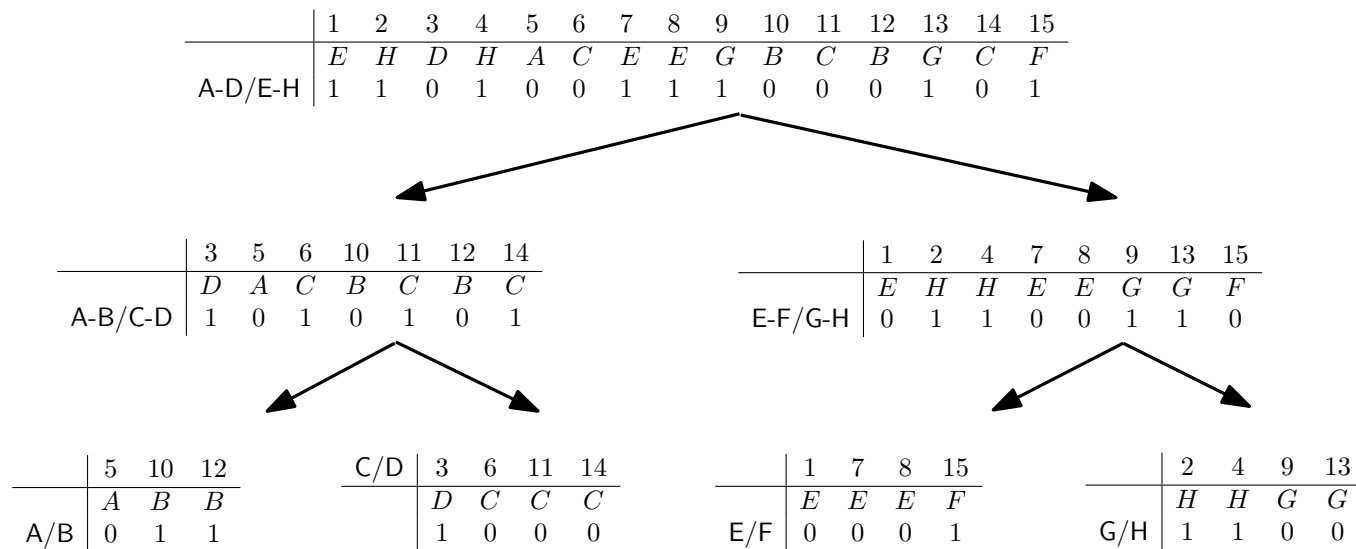 1 2 3 4 5 6 7 8 9 10 11 12 13 14 15
E H D H A C E E G B C B G C F
A-D/E-H 1 1 0 1 0 0 1 1 1 0 0 0 1 0 1
3 5 6 10 11 12 14
D A C B C B C
A-B/C-D 1 0 1 0 1 0 1
1 2 4 7 8 9 13 15
E H H E E G G F
E-F/G-H 0 1 1 0 0 1 1 0
5 10 12
A B B
A/B 0 1 1
C/D 3 6 11 14
D C C C
1 0 0 0
1 7 8 15
E E E F
E/F 0 0 0 1
2 4 9 13
H H G G
G/H 1 1 0 0